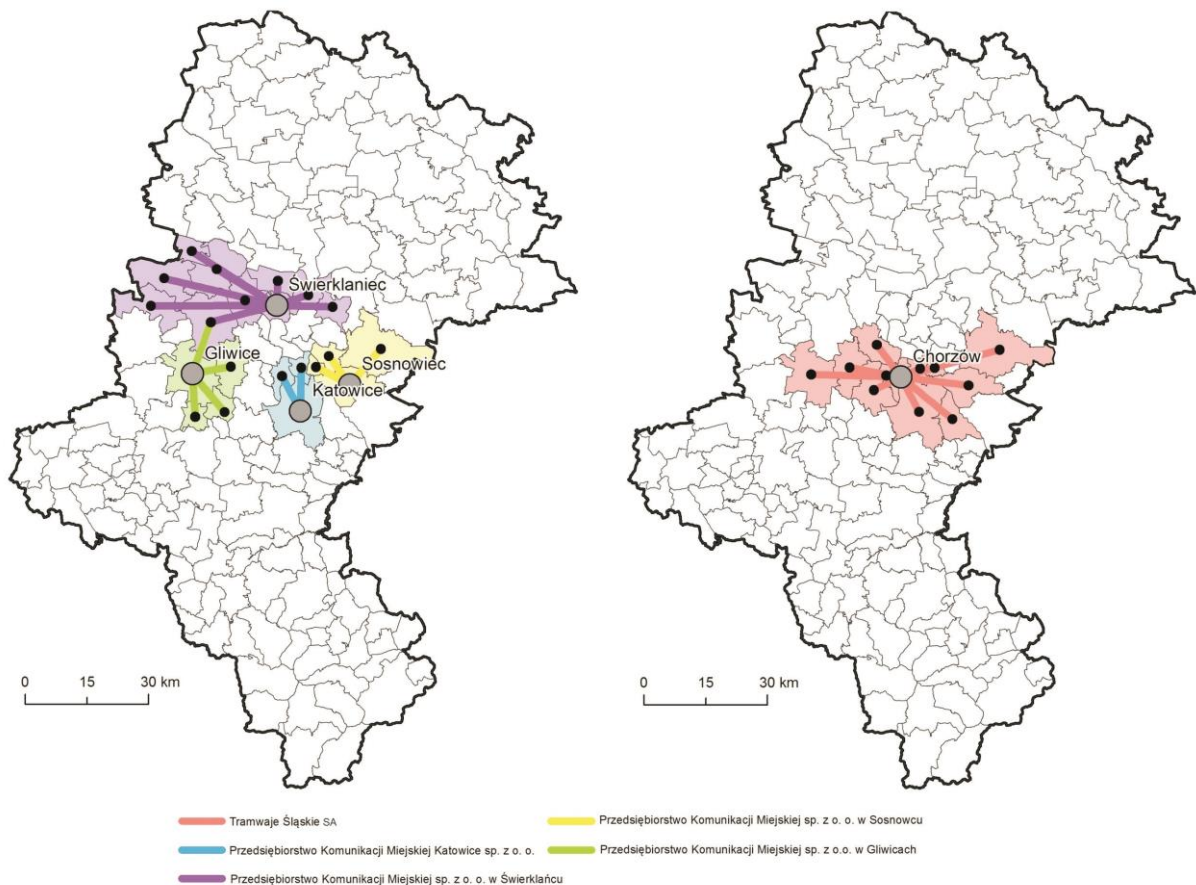 Świerklaniec
Gliwice
Sosnowiec
Katowice
Chorzów
0 15 30 km
0 15 30 km
Tramwaje Śląskie SA
Przedsiębiorstwo Komunikacji Miejskiej sp. z o. o. w Sosnowcu
Przedsiębiorstwo Komunikacji Miejskiej Katowice sp. z o. o.
Przedsiębiorstwo Komunikacji Miejskiej sp. z o.o. w Gliwicach
Przedsiębiorstwo Komunikacji Miejskiej sp. z o. o. w Świerklańcu